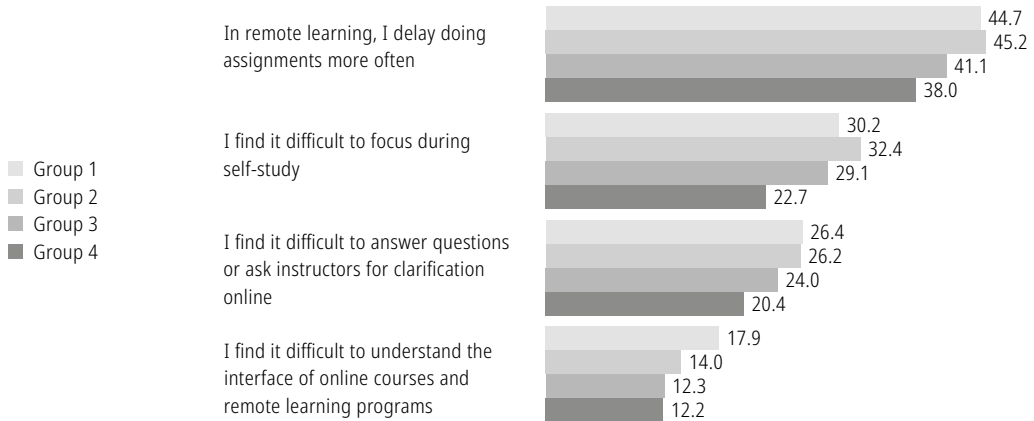 In remote learning, I delay doing
assignments more often
44.7
45.2
41.1
38.0
I find it difficult to focus during
self-study
30.2
32.4
29.1
22.7
Group 1
Group 2
Group 3
Group 4
I find it difficult to answer questions
or ask instructors for clarification
online
26.4
26.2
24.0
20.4
I find it difficult to understand the
interface of online courses and
remote learning programs
17.9
14.0
12.3
12.2